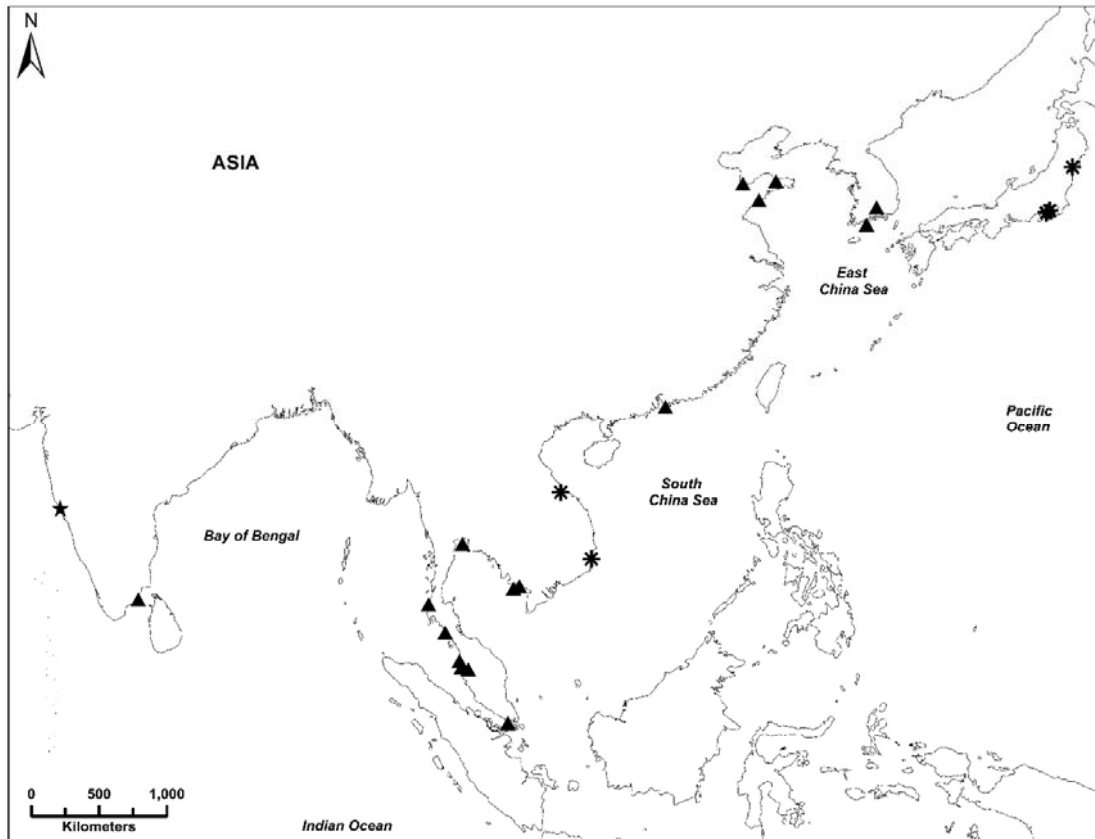 N
ASIA
East
China Sea
Pacific
Ocean
South
China Sea
Bay of Bengal
0 500 1,000
Kilometers
Indian Ocean